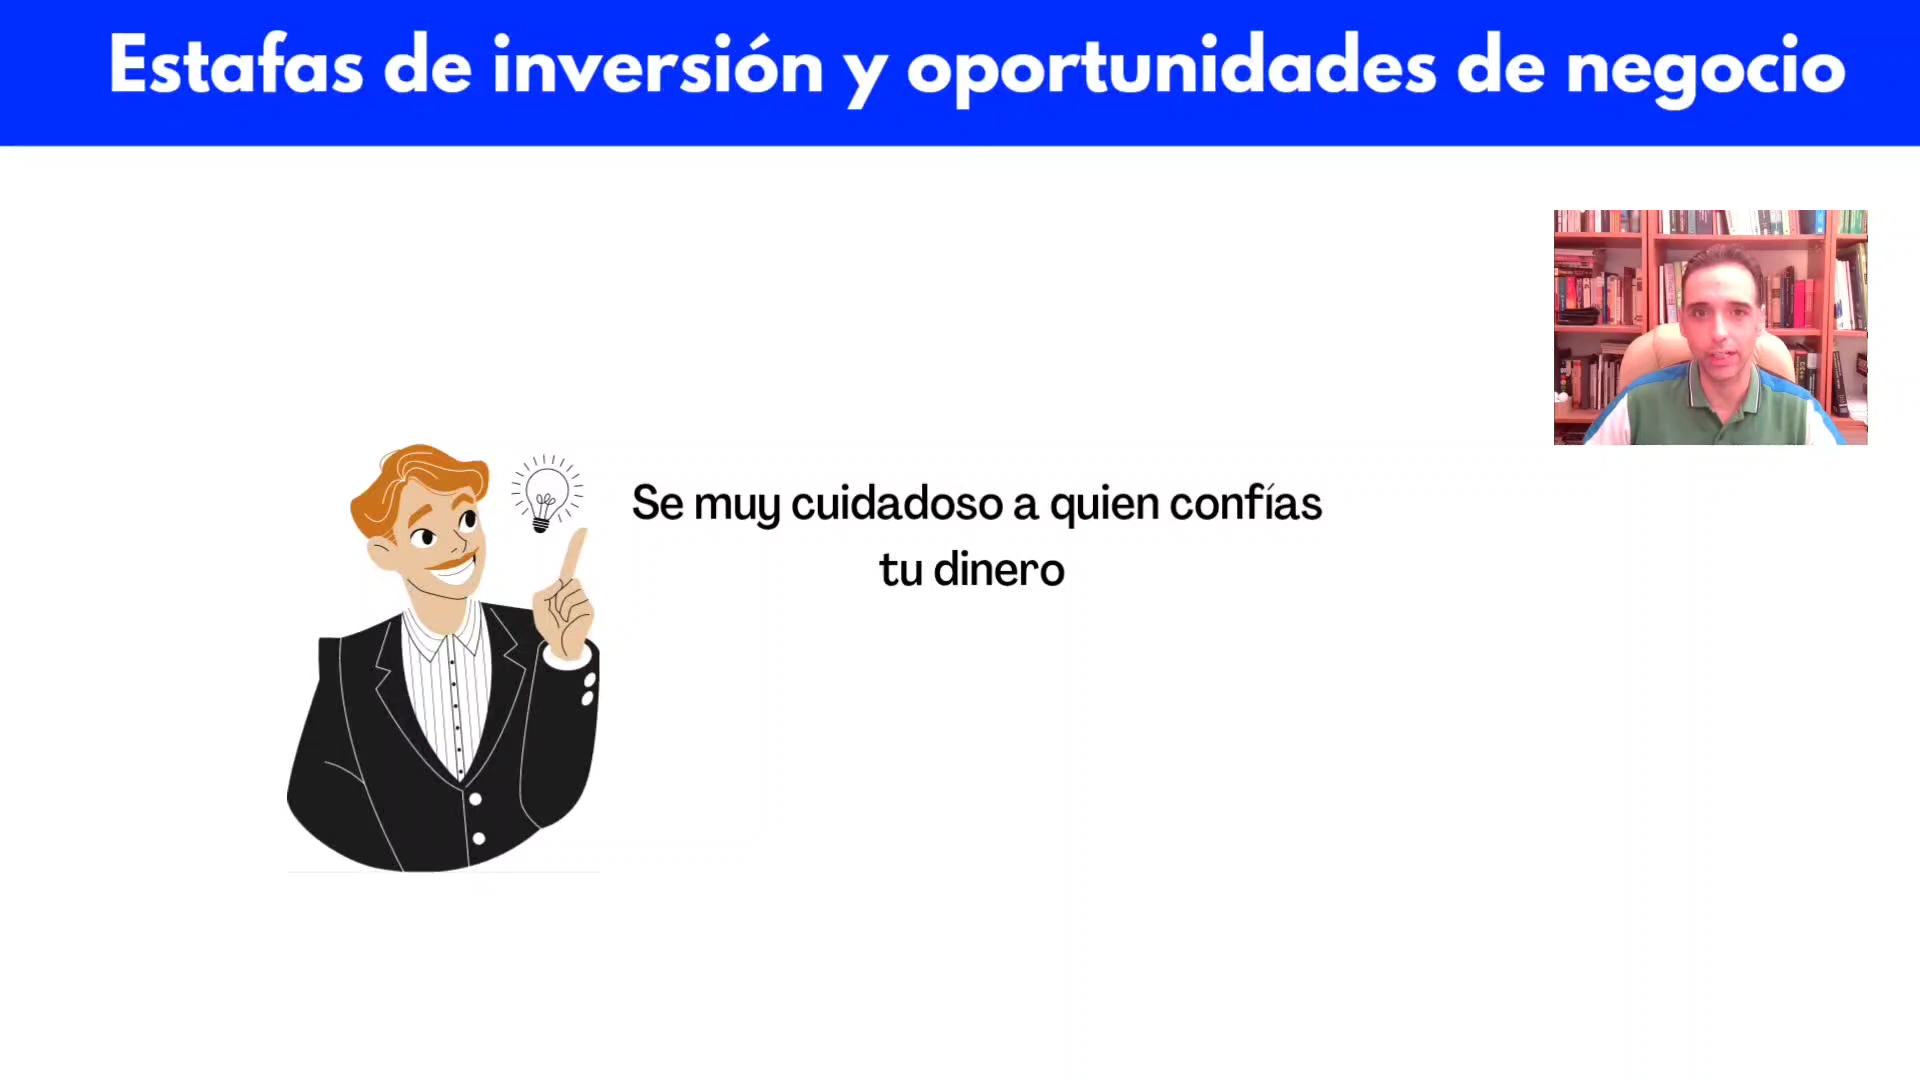 Estafas de inversión y oportunidades de negocio
Se muy cuidadoso a quien confías
tu dinero